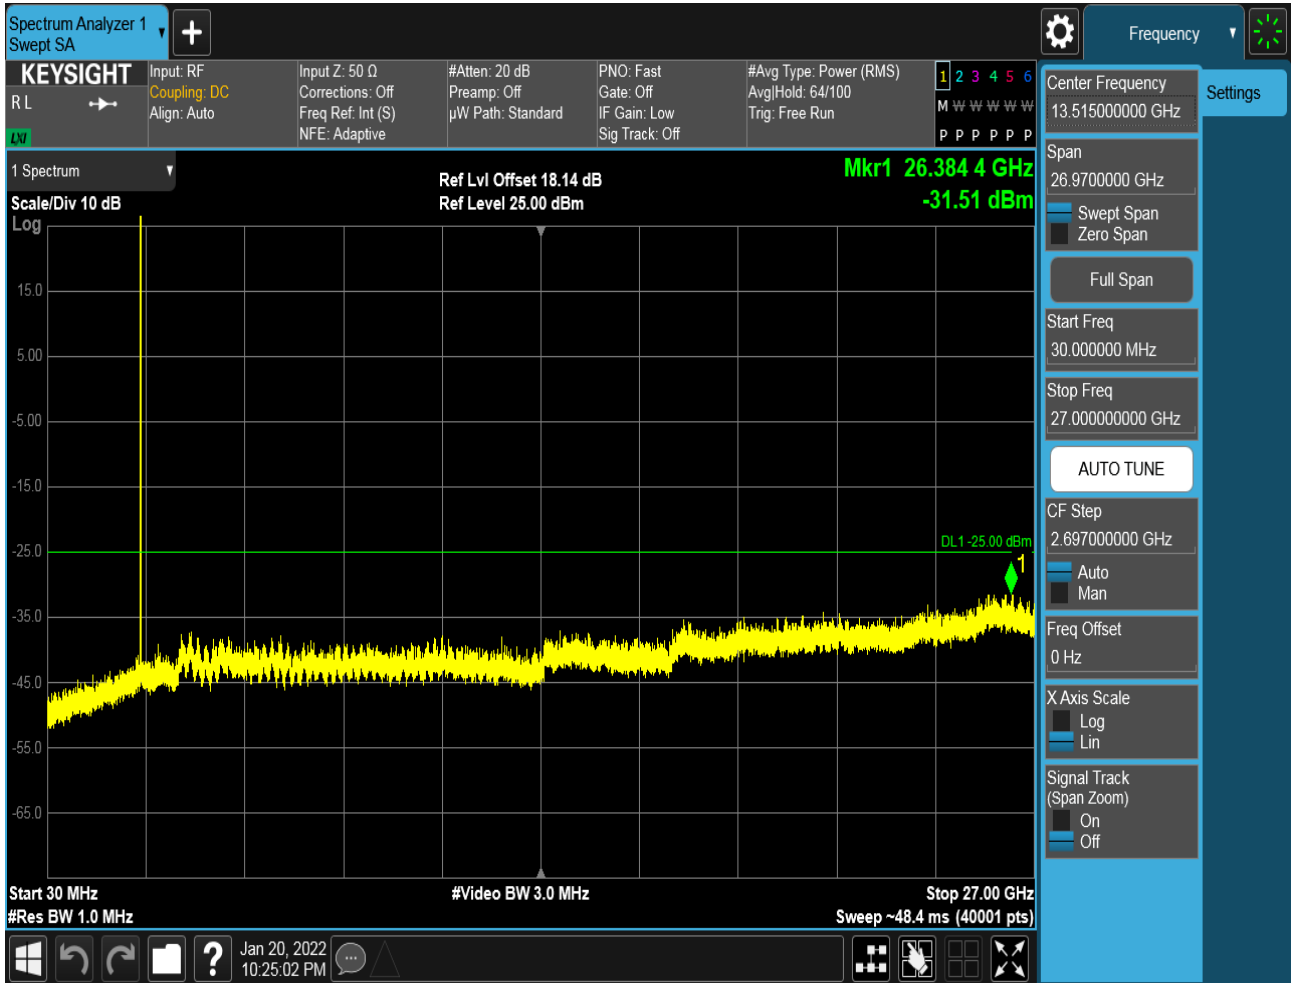 Spectrum Analyzer 1
Swept SA
+
Frequency
KEYSIGHT
R L
LXI
Input: RF
Coupling: DC
Align: Auto
Input Z: 50 Ω
Corrections: Off
Freq Ref: Int (S)
NFE: Adaptive
#Atten: 20 dB
Preamp: Off
µW Path: Standard
PNO: Fast
Gate: Off
IF Gain: Low
Sig Track: Off
#Avg Type: Power (RMS)
Avg|Hold: 64/100
Trig: Free Run
1 2 3 4 5 6
M W W W W W
P P P P P P
1 Spectrum
Scale/Div 10 dB
Log
Ref Lvl Offset 18.14 dB
Ref Level 25.00 dBm
Mkr1 26.384 4 GHz
-31.51 dBm
15.0
5.00
-5.00
-15.0
-25.0
-35.0
-45.0
-55.0
-65.0
DL1 -25.00 dBm
1
Start 30 MHz
#Res BW 1.0 MHz
#Video BW 3.0 MHz
Stop 27.00 GHz
Sweep ~48.4 ms (40001 pts)
Center Frequency
13.515000000 GHz
Span
26.9700000 GHz
Swept Span
Zero Span
Full Span
Start Freq
30.000000 MHz
Stop Freq
27.000000000 GHz
AUTO TUNE
CF Step
2.697000000 GHz
Auto
Man
Freq Offset
0 Hz
X Axis Scale
Log
Lin
Signal Track
(Span Zoom)
On
Off
Settings
?
Jan 20, 2022
10:25:02 PM